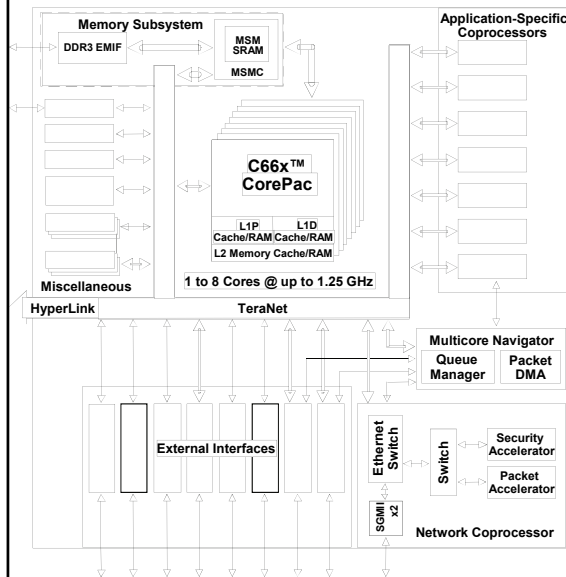 Memory Subsystem
DDR3 EMIF
MSM
SRAM
MSMC
Application-Specific
Coprocessors
C66x™
CorePac
L1P
Cache/RAM
L1D
Cache/RAM
L2 Memory Cache/RAM
1 to 8 Cores @ up to 1.25 GHz
Miscellaneous
HyperLink
TeraNet
Multicore Navigator
Queue
Manager
Packet
DMA
External Interfaces
Ethernet
Switch
Switch
Security
Accelerator
Packet
Accelerator
SGMII
x2
Network Coprocessor